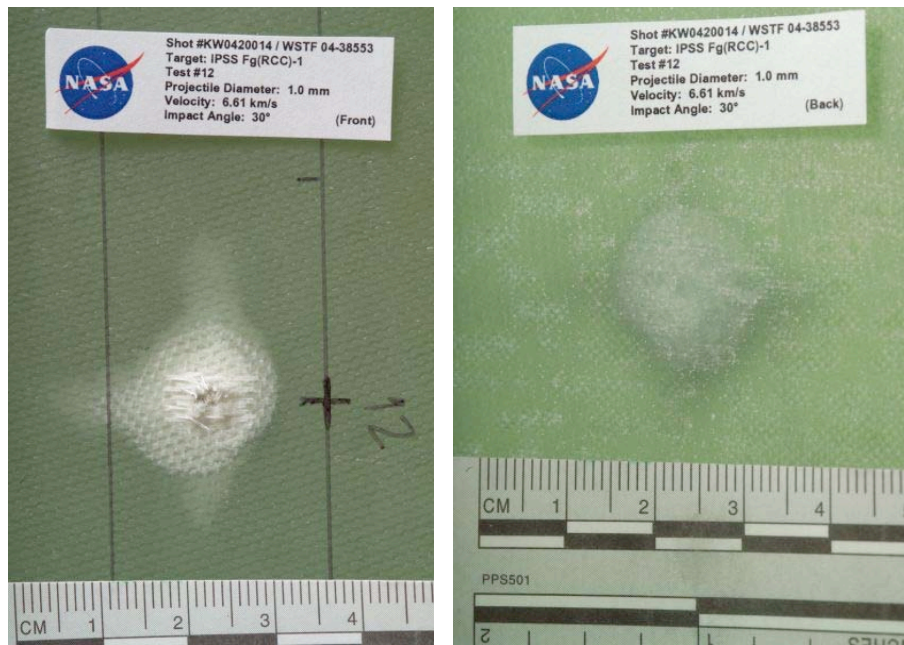 NASA
Shot #KW0420014 / WSTF 04-38553
Target: IPSS Fg(RCC)-1
Test #12
Projectile Diameter: 1.0 mm
Velocity: 6.61 km/s
Impact Angle: 30° (Front)
12
CM 1 2 3 4
NASA
Shot #KW0420014 / WSTF 04-38553
Target: IPSS Fg(RCC)-1
Test #12
Projectile Diameter: 1.0 mm
Velocity: 6.61 km/s
Impact Angle: 30° (Back)
CM 1 2 3 4
PPS501
2
INCHES